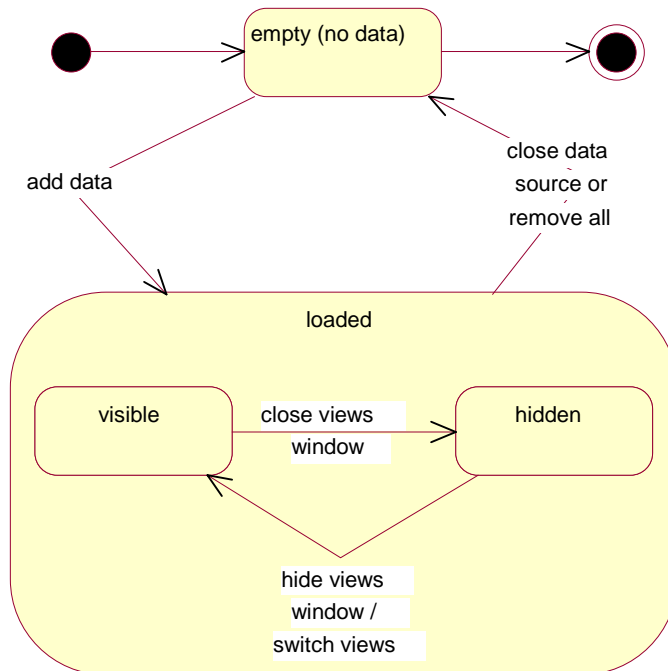 empty (no data)
add data
close data
source or
remove all
loaded
visible
close views
window
hidden
hide views
window /
switch views